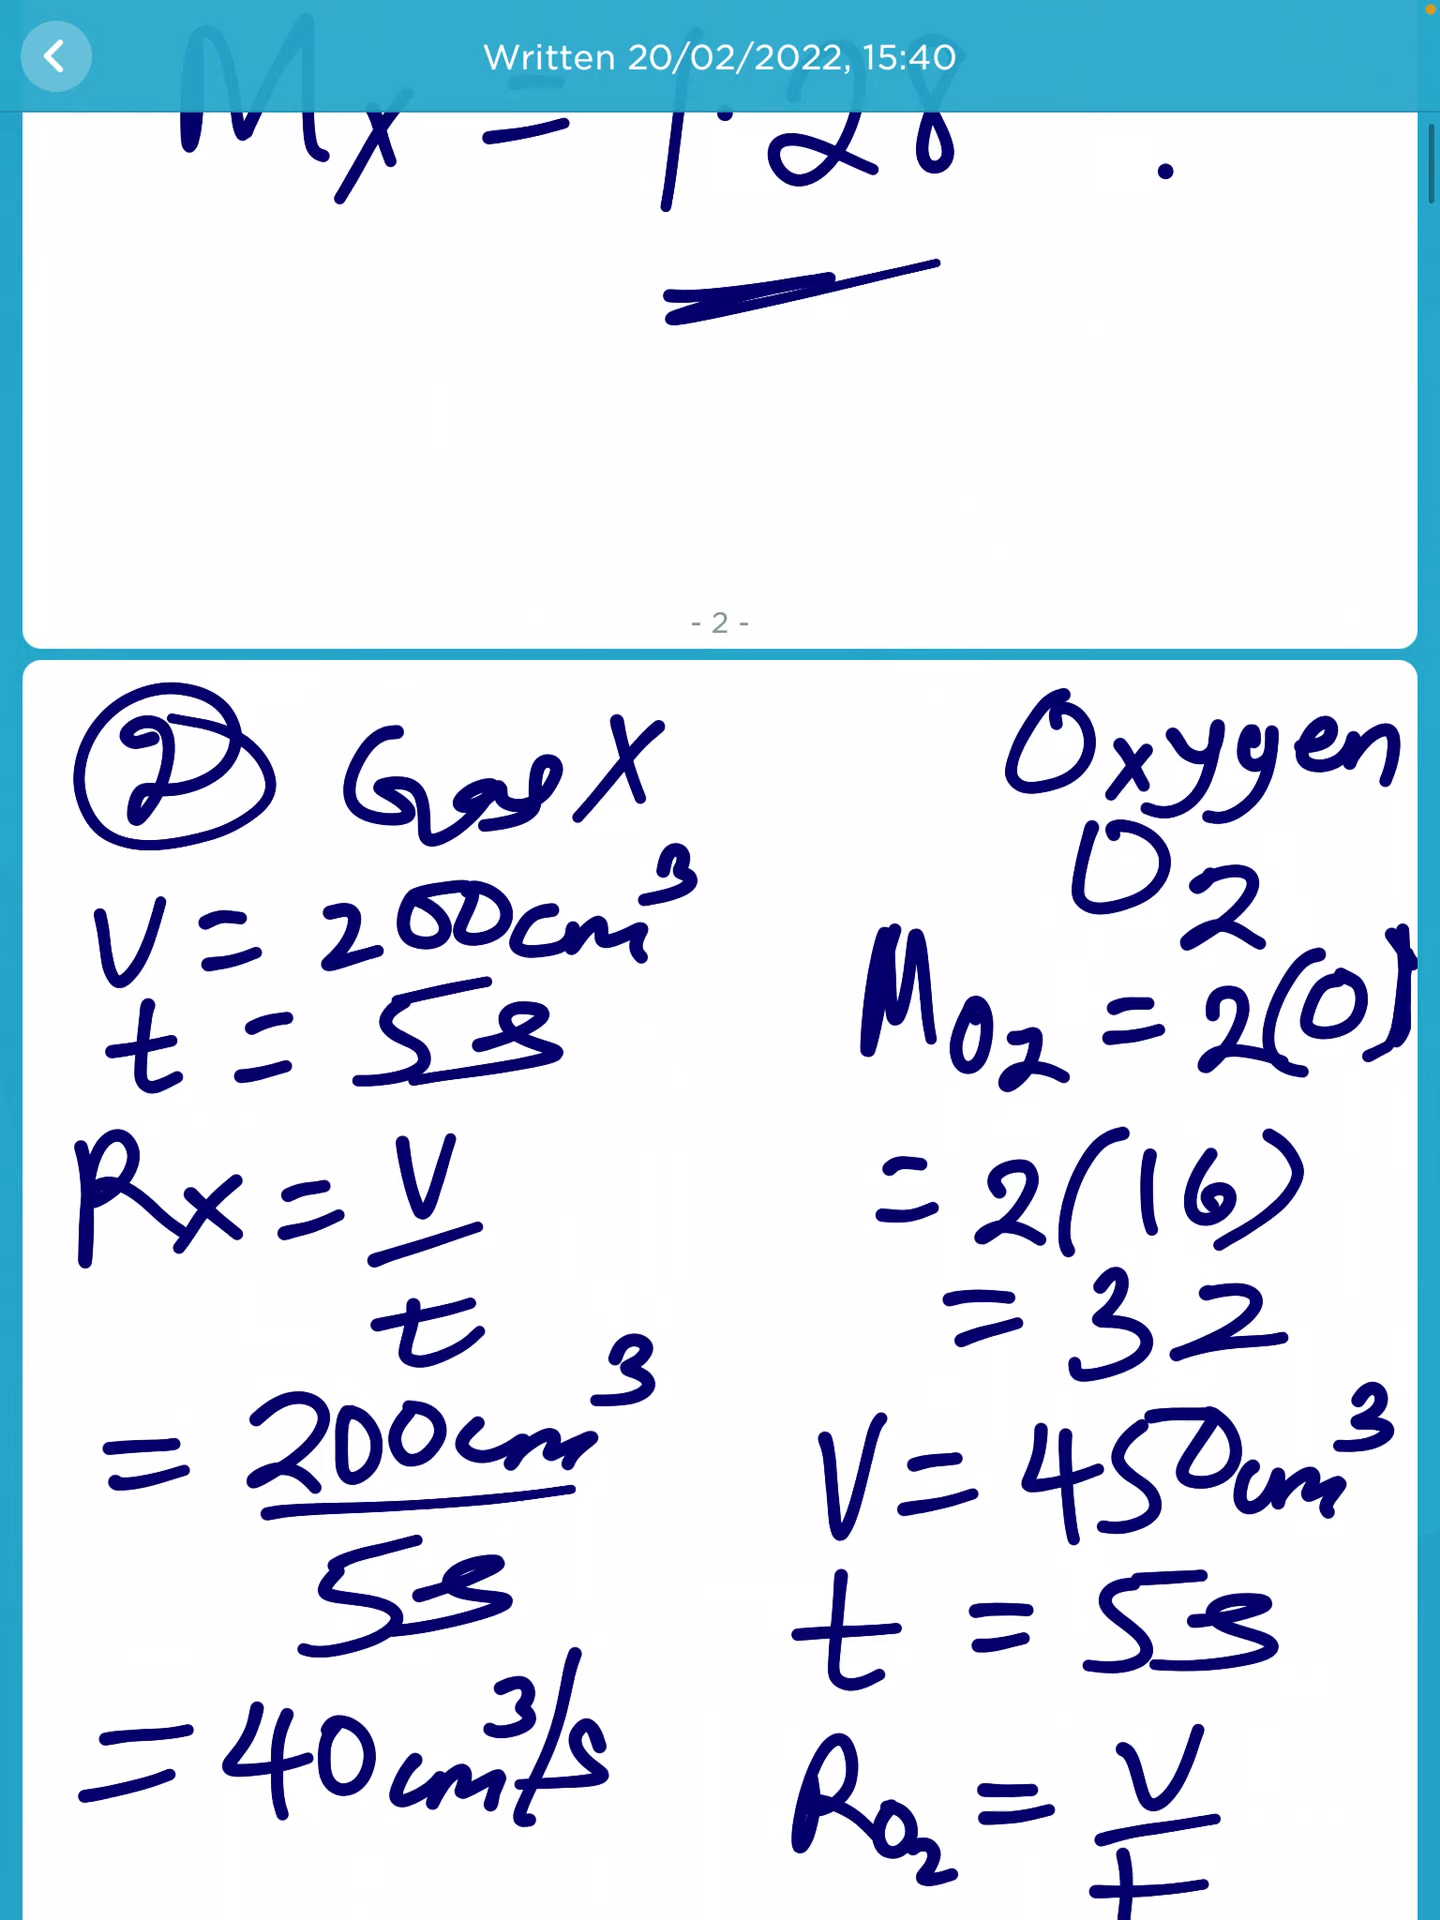 Written 20/02/2022, 15:40
Mx = 1.28 .
- 2 -
2 Gas X
V = 200cm³
t = 5s
Rx = V/t
= 200cm³/5s
= 40cm³/s
Oxygen
O2
MO2 = 2(O)
= 2(16)
= 32
V = 450cm³
t = 5s
RO2 = V/t